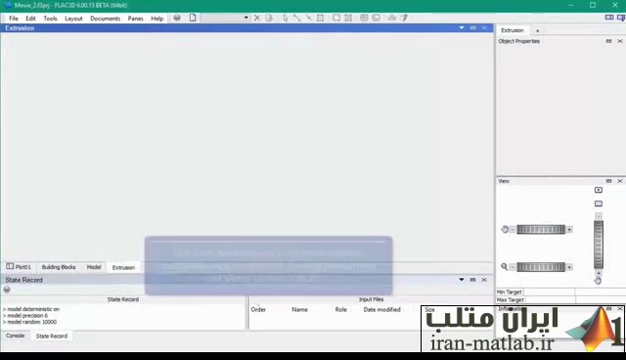 Movie_2.f3prj - FLAC3D 6.00.15 BETA (64bit)
File Edit Tools Layout Documents Panes Help
Extrusion
Extrusion
Object Properties
View
Plot01 Building Blocks Model Extrusion
State Record
State Record Input Files
> model deterministic on
> model precision 6
> model random 10000
Order Name Role Date modified Size
Min Target
Max Target
Information
Console State Record
ایران متلب
iran-matlab.ir
1